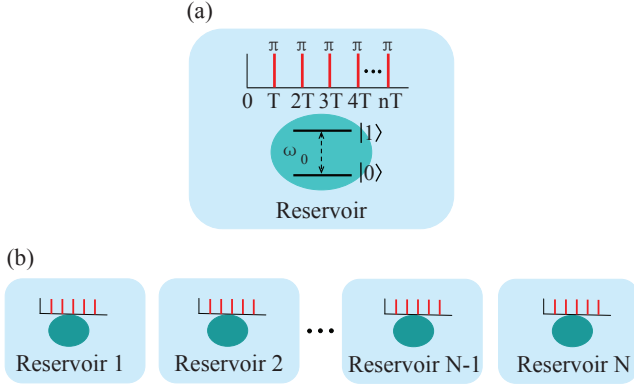 (a)
π π π π π
0 T 2T 3T 4T nT
|1⟩
ω₀
|0⟩
Reservoir
(b)
Reservoir 1 Reservoir 2 ... Reservoir N-1 Reservoir N